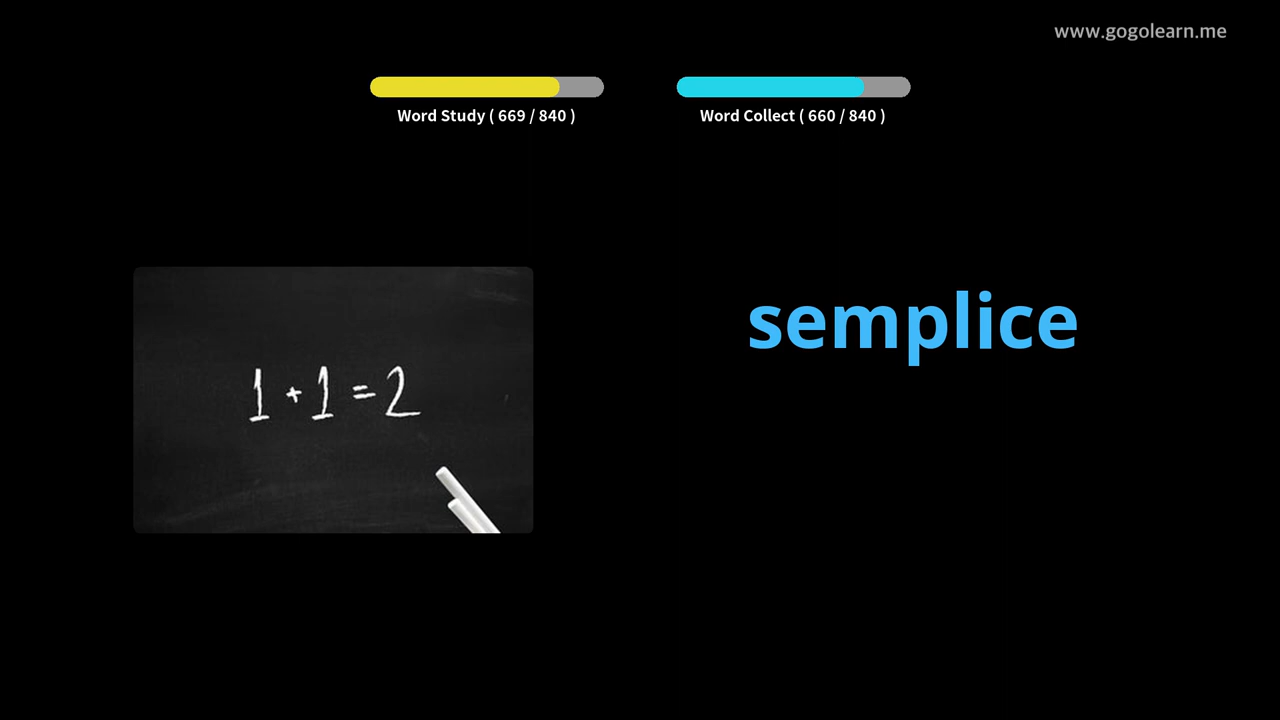 www.gogolearn.me
Word Study ( 669 / 840 )
Word Collect ( 660 / 840 )
semplice
1 + 1 = 2